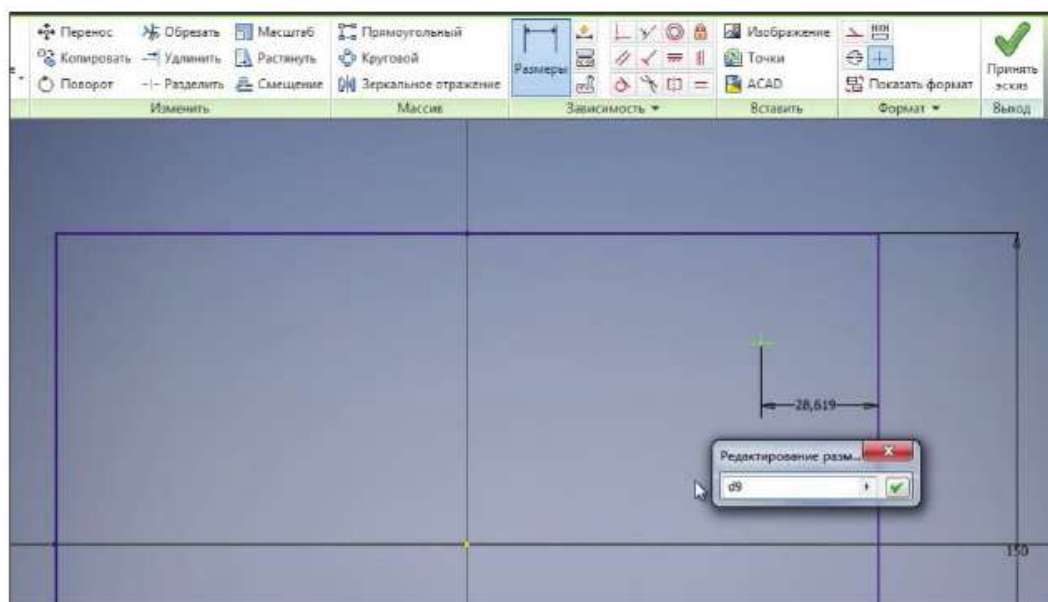 Перенос Обрезать Масштаб Прямоугольный Изображение
Копировать Удлинить Растянуть Круговой Размеры Точки Принять
Поворот Разделить Смещение Зеркальное отражение ACAD Показать формат эскиз
Изменить Массив Зависимость Вставить Формат Выход
28,619
Редактирование разм...
d9
150